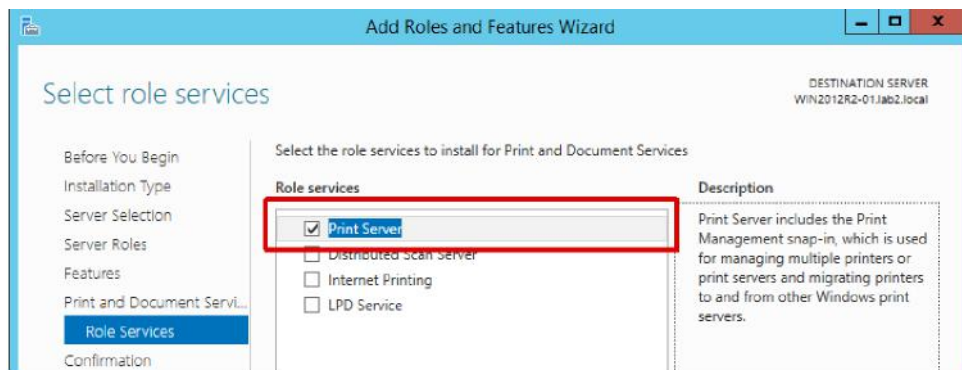 Add Roles and Features Wizard
Select role services
DESTINATION SERVER
WIN2012R2-01.lab2.local
Before You Begin
Installation Type
Server Selection
Server Roles
Features
Print and Document Servi...
Role Services
Confirmation
Select the role services to install for Print and Document Services
Role services
Print Server
Distributed Scan Server
Internet Printing
LPD Service
Description
Print Server includes the Print
Management snap-in, which is used
for managing multiple printers or
print servers and migrating printers
to and from other Windows print
servers.